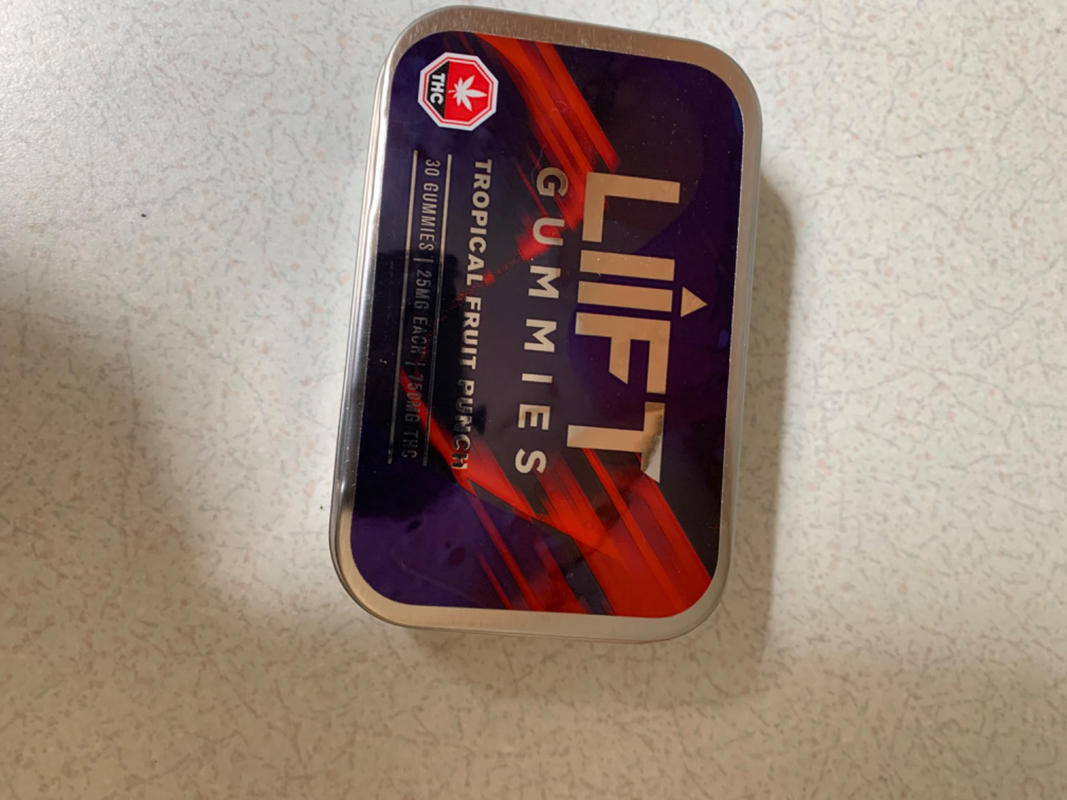 THC
LIIFT
GUMMIES
TROPICAL FRUIT PUNCH
30 GUMMIES | 25MG EACH | 750MG THC